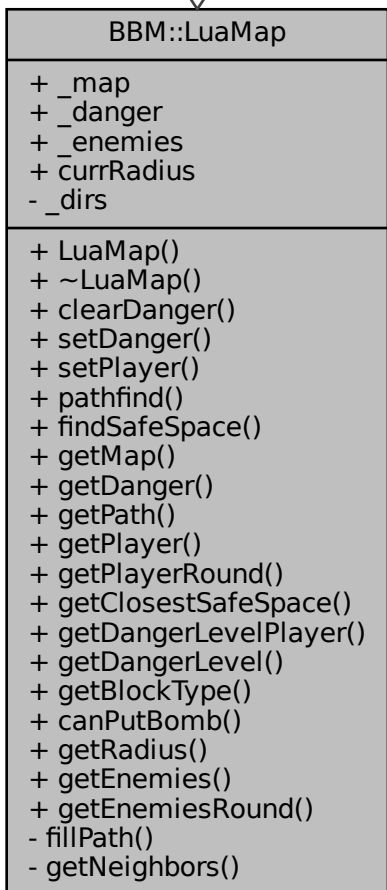 BBM::LuaMap
+ _map
+ _danger
+ _enemies
+ currRadius
- _dirs
+ LuaMap()
+ ~LuaMap()
+ clearDanger()
+ setDanger()
+ setPlayer()
+ pathfind()
+ findSafeSpace()
+ getMap()
+ getDanger()
+ getPath()
+ getPlayer()
+ getPlayerRound()
+ getClosestSafeSpace()
+ getDangerLevelPlayer()
+ getDangerLevel()
+ getBlockType()
+ canPutBomb()
+ getRadius()
+ getEnemies()
+ getEnemiesRound()
- fillPath()
- getNeighbors()